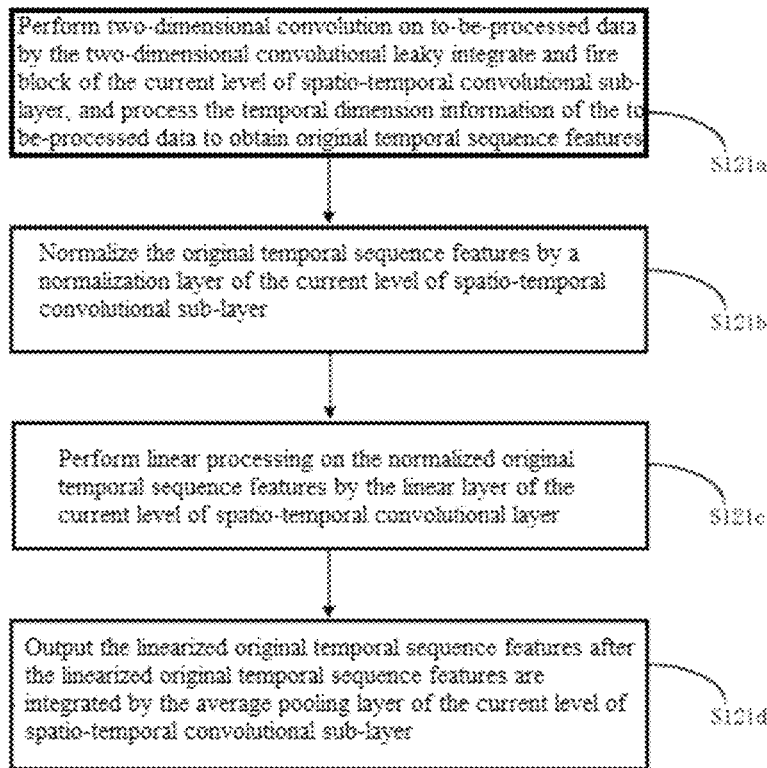 Perform two-dimensional convolution on to-be-processed data
by the two-dimensional convolutional leaky integrate and fire
block of the current level of spatio-temporal convolutional sub-
layer, and process the temporal dimension information of the to
be-processed data to obtain original temporal sequence features
S121a
Normalize the original temporal sequence features by a
normalization layer of the current level of spatio-temporal
convolutional sub-layer
S121b
Perform linear processing on the normalized original
temporal sequence features by the linear layer of the
current level of spatio-temporal convolutional layer
S121c
Output the linearized original temporal sequence features after
the linearized original temporal sequence features are
integrated by the average pooling layer of the current level of
spatio-temporal convolutional sub-layer
S121d